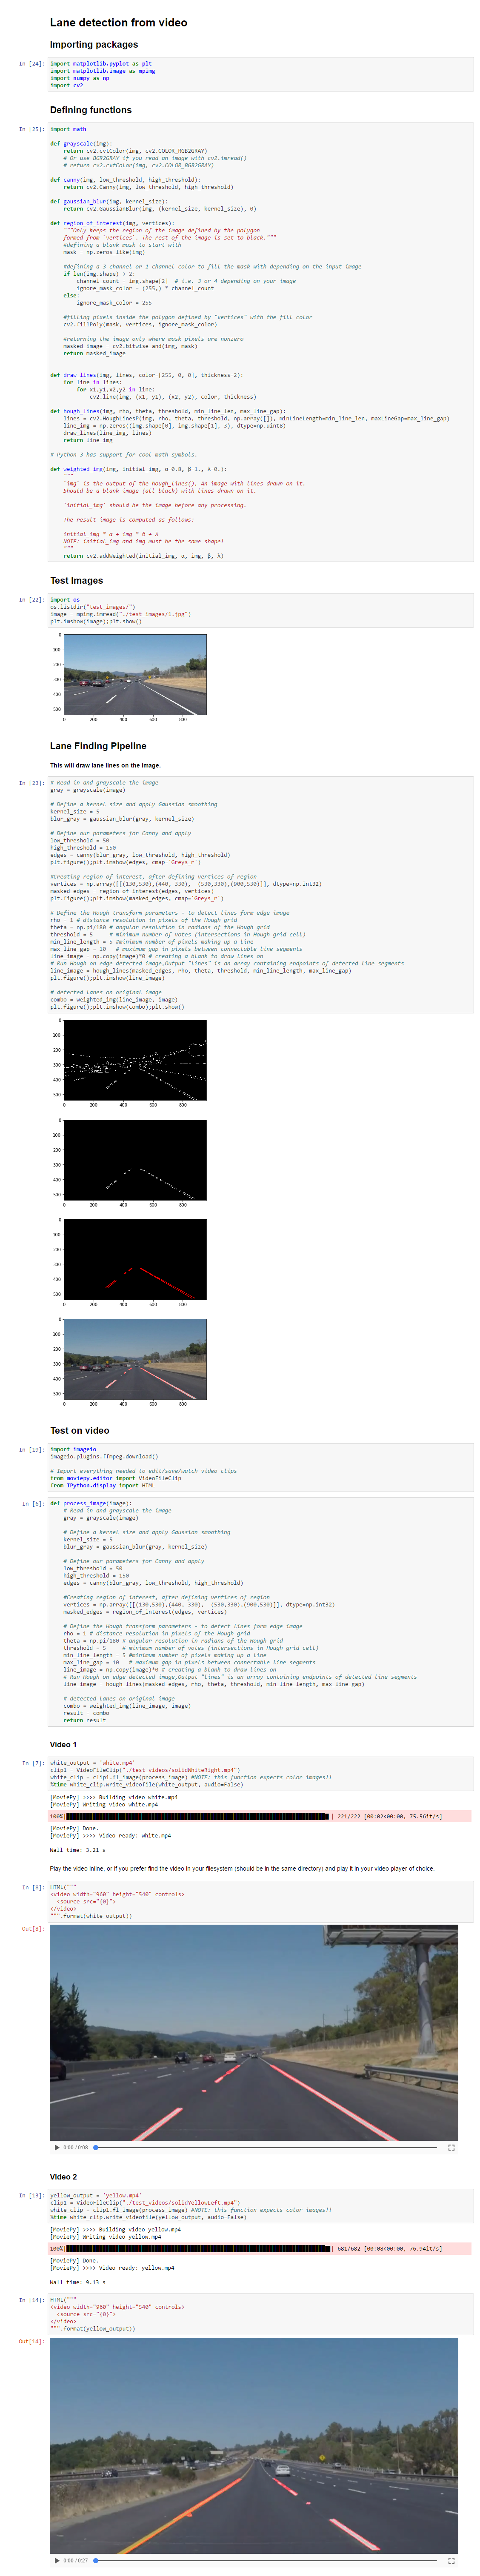 Lane detection from video
Importing packages
In [24]: import matplotlib.pyplot as plt
import matplotlib.image as mpimg
import numpy as np
import cv2
Defining functions
In [25]: import math
def grayscale(img):
return cv2.cvtColor(img, cv2.COLOR_RGB2GRAY)
# Or use BGR2GRAY if you read an image with cv2.imread()
# return cv2.cvtColor(img, cv2.COLOR_BGR2GRAY)
def canny(img, low_threshold, high_threshold):
return cv2.Canny(img, low_threshold, high_threshold)
def gaussian_blur(img, kernel_size):
return cv2.GaussianBlur(img, (kernel_size, kernel_size), 0)
def region_of_interest(img, vertices):
"""Only keeps the region of the image defined by the polygon
formed from `vertices`. The rest of the image is set to black."""
#defining a blank mask to start with
mask = np.zeros_like(img)
#defining a 3 channel or 1 channel color to fill the mask with depending on the input image
if len(img.shape) > 2:
channel_count = img.shape[2] # i.e. 3 or 4 depending on your image
ignore_mask_color = (255,) * channel_count
else:
ignore_mask_color = 255
#filling pixels inside the polygon defined by "vertices" with the fill color
cv2.fillPoly(mask, vertices, ignore_mask_color)
#returning the image only where mask pixels are nonzero
masked_image = cv2.bitwise_and(img, mask)
return masked_image
def draw_lines(img, lines, color=[255, 0, 0], thickness=2):
for line in lines:
for x1,y1,x2,y2 in line:
cv2.line(img, (x1, y1), (x2, y2), color, thickness)
def hough_lines(img, rho, theta, threshold, min_line_len, max_line_gap):
lines = cv2.HoughLinesP(img, rho, theta, threshold, np.array([]), minLineLength=min_line_len, maxLineGap=max_line_gap)
line_img = np.zeros((img.shape[0], img.shape[1], 3), dtype=np.uint8)
draw_lines(line_img, lines)
return line_img
# Python 3 has support for cool math symbols.
def weighted_img(img, initial_img, α=0.8, β=1., λ=0.):
"""
`img` is the output of the hough_lines(), An image with lines drawn on it.
Should be a blank image (all black) with lines drawn on it.
`initial_img` should be the image before any processing.
The result image is computed as follows:
initial_img * α + img * β + λ
NOTE: initial_img and img must be the same shape!
"""
return cv2.addWeighted(initial_img, α, img, β, λ)
Test Images
In [22]: import os
os.listdir("test_images/")
image = mpimg.imread("./test_images/1.jpg")
plt.imshow(image);plt.show()
0
100
200
300
400
500
0 200 400 600 800
Lane Finding Pipeline
This will draw lane lines on the image.
In [23]: # Read in and grayscale the image
gray = grayscale(image)
# Define a kernel size and apply Gaussian smoothing
kernel_size = 5
blur_gray = gaussian_blur(gray, kernel_size)
# Define our parameters for Canny and apply
low_threshold = 50
high_threshold = 150
edges = canny(blur_gray, low_threshold, high_threshold)
plt.figure();plt.imshow(edges, cmap='Greys_r')
#Creating region of interest, after defining vertices of region
vertices = np.array([[(130,530),(440, 330), (530,330),(900,530)]], dtype=np.int32)
masked_edges = region_of_interest(edges, vertices)
plt.figure();plt.imshow(masked_edges, cmap='Greys_r')
# Define the Hough transform parameters - to detect lines form edge image
rho = 1 # distance resolution in pixels of the Hough grid
theta = np.pi/180 # angular resolution in radians of the Hough grid
threshold = 5 # minimum number of votes (intersections in Hough grid cell)
min_line_length = 5 #minimum number of pixels making up a line
max_line_gap = 10 # maximum gap in pixels between connectable line segments
line_image = np.copy(image)*0 # creating a blank to draw lines on
# Run Hough on edge detected image,Output "lines" is an array containing endpoints of detected line segments
line_image = hough_lines(masked_edges, rho, theta, threshold, min_line_length, max_line_gap)
plt.figure();plt.imshow(line_image)
# detected lanes on original image
combo = weighted_img(line_image, image)
plt.figure();plt.imshow(combo);plt.show()
0
100
200
300
400
500
0 200 400 600 800
0
100
200
300
400
500
0 200 400 600 800
0
100
200
300
400
500
0 200 400 600 800
0
100
200
300
400
500
0 200 400 600 800
Test on video
In [19]: import imageio
imageio.plugins.ffmpeg.download()
# Import everything needed to edit/save/watch video clips
from moviepy.editor import VideoFileClip
from IPython.display import HTML
In [6]: def process_image(image):
# Read in and grayscale the image
gray = grayscale(image)
# Define a kernel size and apply Gaussian smoothing
kernel_size = 5
blur_gray = gaussian_blur(gray, kernel_size)
# Define our parameters for Canny and apply
low_threshold = 50
high_threshold = 150
edges = canny(blur_gray, low_threshold, high_threshold)
#Creating region of interest, after defining vertices of region
vertices = np.array([[(130,530),(440, 330), (530,330),(900,530)]], dtype=np.int32)
masked_edges = region_of_interest(edges, vertices)
# Define the Hough transform parameters - to detect lines form edge image
rho = 1 # distance resolution in pixels of the Hough grid
theta = np.pi/180 # angular resolution in radians of the Hough grid
threshold = 5 # minimum number of votes (intersections in Hough grid cell)
min_line_length = 5 #minimum number of pixels making up a line
max_line_gap = 10 # maximum gap in pixels between connectable line segments
line_image = np.copy(image)*0 # creating a blank to draw lines on
# Run Hough on edge detected image,Output "lines" is an array containing endpoints of detected line segments
line_image = hough_lines(masked_edges, rho, theta, threshold, min_line_length, max_line_gap)
# detected lanes on original image
combo = weighted_img(line_image, image)
result = combo
return result
Video 1
In [7]: white_output = 'white.mp4'
clip1 = VideoFileClip("./test_videos/solidWhiteRight.mp4")
white_clip = clip1.fl_image(process_image) #NOTE: this function expects color images!!
%time white_clip.write_videofile(white_output, audio=False)
[MoviePy] >>>> Building video white.mp4
[MoviePy] Writing video white.mp4
100%| | 221/222 [00:02<00:00, 75.56it/s]
[MoviePy] Done.
[MoviePy] >>>> Video ready: white.mp4
Wall time: 3.21 s
Play the video inline, or if you prefer find the video in your filesystem (should be in the same directory) and play it in your video player of choice.
In [8]: HTML("""
<video width="960" height="540" controls>
<source src="{0}">
</video>
""".format(white_output))
Out[8]:
0:00 / 0:08
Video 2
In [13]: yellow_output = 'yellow.mp4'
clip1 = VideoFileClip("./test_videos/solidYellowLeft.mp4")
white_clip = clip1.fl_image(process_image) #NOTE: this function expects color images!!
%time white_clip.write_videofile(yellow_output, audio=False)
[MoviePy] >>>> Building video yellow.mp4
[MoviePy] Writing video yellow.mp4
100%| | 681/682 [00:08<00:00, 76.94it/s]
[MoviePy] Done.
[MoviePy] >>>> Video ready: yellow.mp4
Wall time: 9.13 s
In [14]: HTML("""
<video width="960" height="540" controls>
<source src="{0}">
</video>
""".format(yellow_output))
Out[14]:
0:00 / 0:27